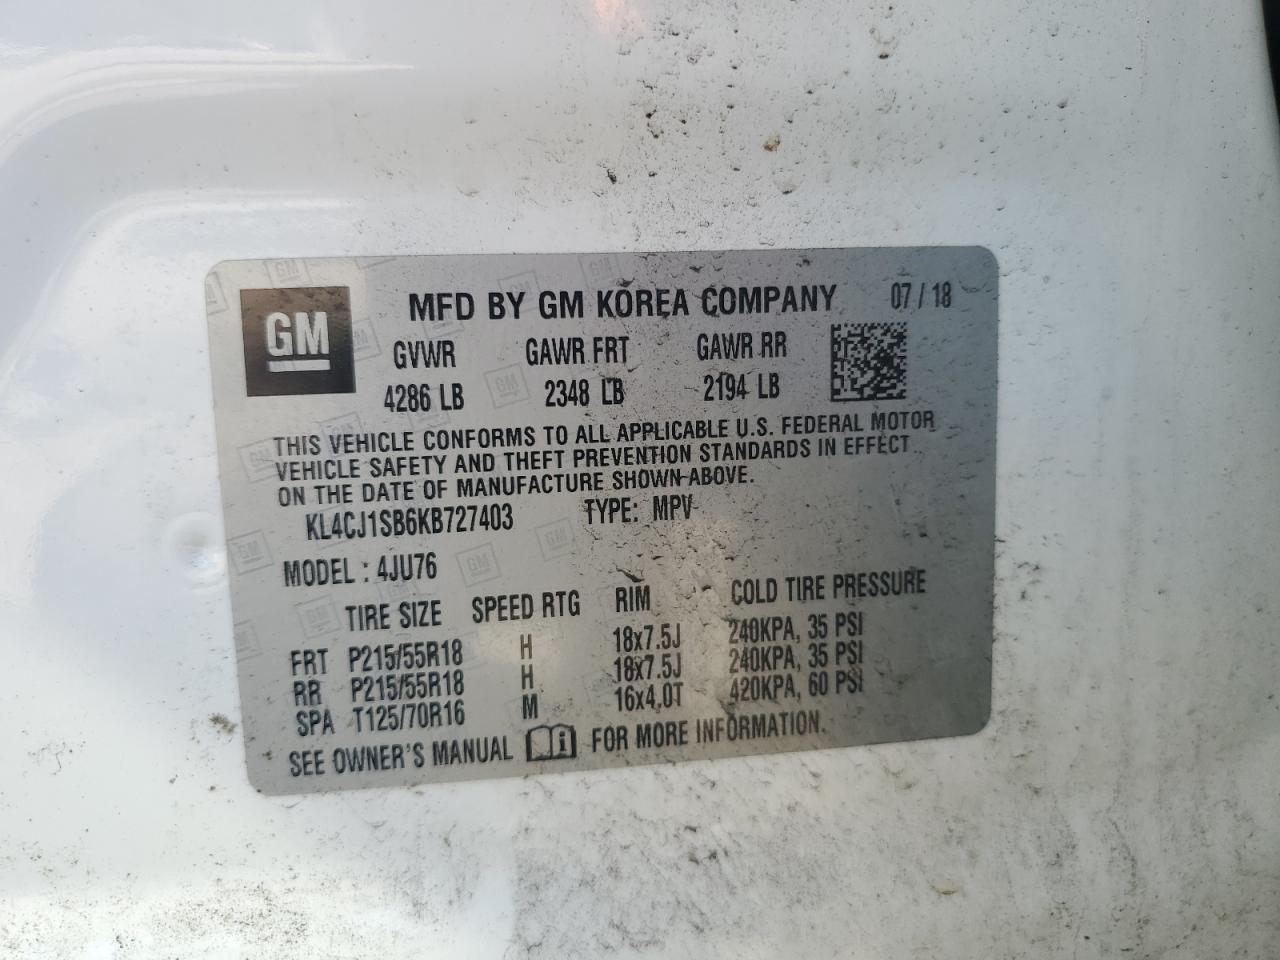 GM
MFD BY GM KOREA COMPANY 07 / 18
GVWR GAWR FRT GAWR RR
4286 LB 2348 LB 2194 LB
THIS VEHICLE CONFORMS TO ALL APPLICABLE U.S. FEDERAL MOTOR
VEHICLE SAFETY AND THEFT PREVENTION STANDARDS IN EFFECT
ON THE DATE OF MANUFACTURE SHOWN ABOVE.
KL4CJ1SB6KB727403 TYPE: MPV
MODEL : 4JU76
TIRE SIZE SPEED RTG RIM COLD TIRE PRESSURE
FRT P215/55R18 H 18x7.5J 240KPA, 35 PSI
RR P215/55R18 H 18x7.5J 240KPA, 35 PSI
SPA T125/70R16 M 16x4.0T 420KPA, 60 PSI
SEE OWNER'S MANUAL FOR MORE INFORMATION.